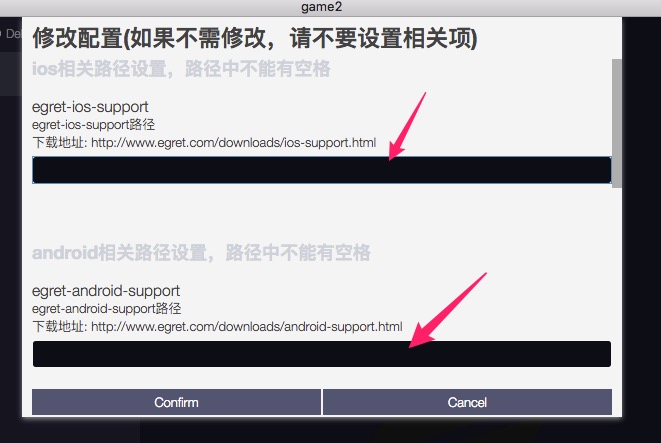 game2
修改配置(如果不需修改，请不要设置相关项)
ios相关路径设置，路径中不能有空格
egret-ios-support
egret-ios-support路径
下载地址: http://www.egret.com/downloads/ios-support.html
android相关路径设置，路径中不能有空格
egret-android-support
egret-android-support路径
下载地址: http://www.egret.com/downloads/android-support.html
Confirm Cancel